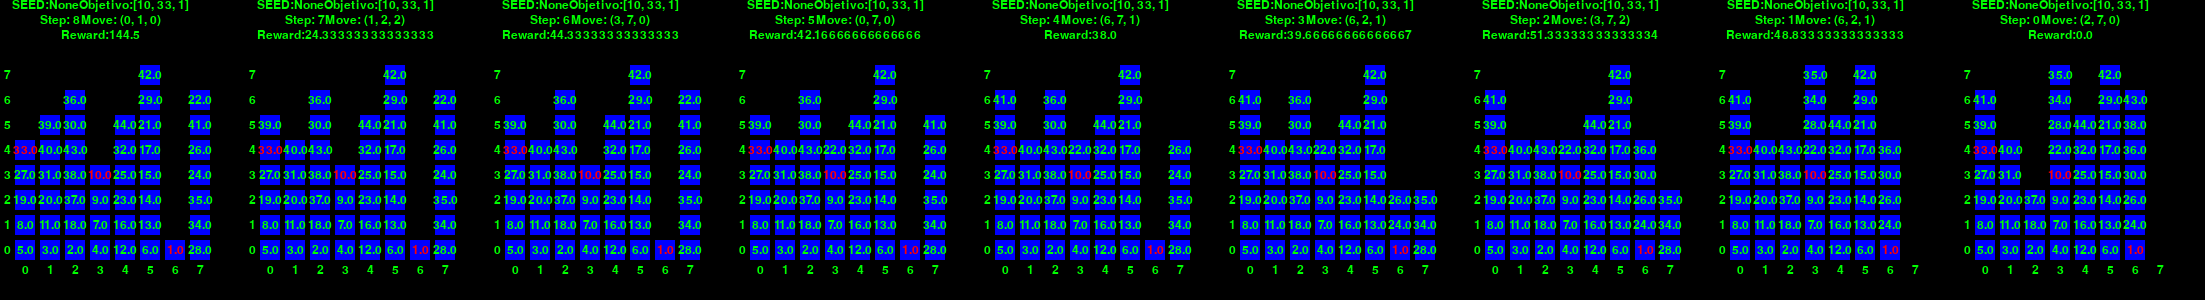 SEED:NoneObjetivo:[10, 33, 1]
Step: 8Move: (0, 1, 0)
Reward:144.5
7 42.0
6 36.0 29.0 22.0
5 39.0 30.0 44.0 21.0 41.0
4 33.0 40.0 43.0 32.0 17.0 26.0
3 27.0 31.0 38.0 10.0 25.0 15.0 24.0
2 19.0 20.0 37.0 9.0 23.0 14.0 35.0
1 8.0 11.0 18.0 7.0 16.0 13.0 34.0
0 5.0 3.0 2.0 4.0 12.0 6.0 1.0 28.0
0 1 2 3 4 5 6 7
SEED:NoneObjetivo:[10, 33, 1]
Step: 7Move: (1, 2, 2)
Reward:24.33333333333333
7 42.0
6 36.0 29.0 22.0
5 39.0 30.0 44.0 21.0 41.0
4 33.0 40.0 43.0 32.0 17.0 26.0
3 27.0 31.0 38.0 10.0 25.0 15.0 24.0
2 19.0 20.0 37.0 9.0 23.0 14.0 35.0
1 8.0 11.0 18.0 7.0 16.0 13.0 34.0
0 5.0 3.0 2.0 4.0 12.0 6.0 1.0 28.0
0 1 2 3 4 5 6 7
SEED:NoneObjetivo:[10, 33, 1]
Step: 6Move: (3, 7, 0)
Reward:44.33333333333333
7 42.0
6 36.0 29.0 22.0
5 39.0 30.0 44.0 21.0 41.0
4 33.0 40.0 43.0 32.0 17.0 26.0
3 27.0 31.0 38.0 10.0 25.0 15.0 24.0
2 19.0 20.0 37.0 9.0 23.0 14.0 35.0
1 8.0 11.0 18.0 7.0 16.0 13.0 34.0
0 5.0 3.0 2.0 4.0 12.0 6.0 1.0 28.0
0 1 2 3 4 5 6 7
SEED:NoneObjetivo:[10, 33, 1]
Step: 5Move: (0, 7, 0)
Reward:42.16666666666666
7 42.0
6 36.0 29.0
5 39.0 30.0 44.0 21.0 41.0
4 33.0 40.0 43.0 22.0 32.0 17.0 26.0
3 27.0 31.0 38.0 10.0 25.0 15.0 24.0
2 19.0 20.0 37.0 9.0 23.0 14.0 35.0
1 8.0 11.0 18.0 7.0 16.0 13.0 34.0
0 5.0 3.0 2.0 4.0 12.0 6.0 1.0 28.0
0 1 2 3 4 5 6 7
SEED:NoneObjetivo:[10, 33, 1]
Step: 4Move: (6, 7, 1)
Reward:38.0
7 42.0
6 41.0 36.0 29.0
5 39.0 30.0 44.0 21.0
4 33.0 40.0 43.0 22.0 32.0 17.0 26.0
3 27.0 31.0 38.0 10.0 25.0 15.0 24.0
2 19.0 20.0 37.0 9.0 23.0 14.0 35.0
1 8.0 11.0 18.0 7.0 16.0 13.0 34.0
0 5.0 3.0 2.0 4.0 12.0 6.0 1.0 28.0
0 1 2 3 4 5 6 7
SEED:NoneObjetivo:[10, 33, 1]
Step: 3Move: (6, 2, 1)
Reward:39.66666666666667
7 42.0
6 41.0 36.0 29.0
5 39.0 30.0 44.0 21.0
4 33.0 40.0 43.0 22.0 32.0 17.0
3 27.0 31.0 38.0 10.0 25.0 15.0
2 19.0 20.0 37.0 9.0 23.0 14.0 26.0 35.0
1 8.0 11.0 18.0 7.0 16.0 13.0 24.0 34.0
0 5.0 3.0 2.0 4.0 12.0 6.0 1.0 28.0
0 1 2 3 4 5 6 7
SEED:NoneObjetivo:[10, 33, 1]
Step: 2Move: (3, 7, 2)
Reward:51.33333333333334
7 42.0
6 41.0 29.0
5 39.0 44.0 21.0
4 33.0 40.0 43.0 22.0 32.0 17.0 36.0
3 27.0 31.0 38.0 10.0 25.0 15.0 30.0
2 19.0 20.0 37.0 9.0 23.0 14.0 26.0 35.0
1 8.0 11.0 18.0 7.0 16.0 13.0 24.0 34.0
0 5.0 3.0 2.0 4.0 12.0 6.0 1.0 28.0
0 1 2 3 4 5 6 7
SEED:NoneObjetivo:[10, 33, 1]
Step: 1Move: (6, 2, 1)
Reward:48.83333333333333
7 35.0 42.0
6 41.0 34.0 29.0
5 39.0 28.0 44.0 21.0
4 33.0 40.0 43.0 22.0 32.0 17.0 36.0
3 27.0 31.0 38.0 10.0 25.0 15.0 30.0
2 19.0 20.0 37.0 9.0 23.0 14.0 26.0
1 8.0 11.0 18.0 7.0 16.0 13.0 24.0
0 5.0 3.0 2.0 4.0 12.0 6.0 1.0
0 1 2 3 4 5 6 7
SEED:NoneObjetivo:[10, 33, 1]
Step: 0Move: (2, 7, 0)
Reward:0.0
7 35.0 42.0
6 41.0 34.0 29.0 43.0
5 39.0 28.0 44.0 21.0 38.0
4 33.0 40.0 22.0 32.0 17.0 36.0
3 27.0 31.0 10.0 25.0 15.0 30.0
2 19.0 20.0 37.0 9.0 23.0 14.0 26.0
1 8.0 11.0 18.0 7.0 16.0 13.0 24.0
0 5.0 3.0 2.0 4.0 12.0 6.0 1.0
0 1 2 3 4 5 6 7